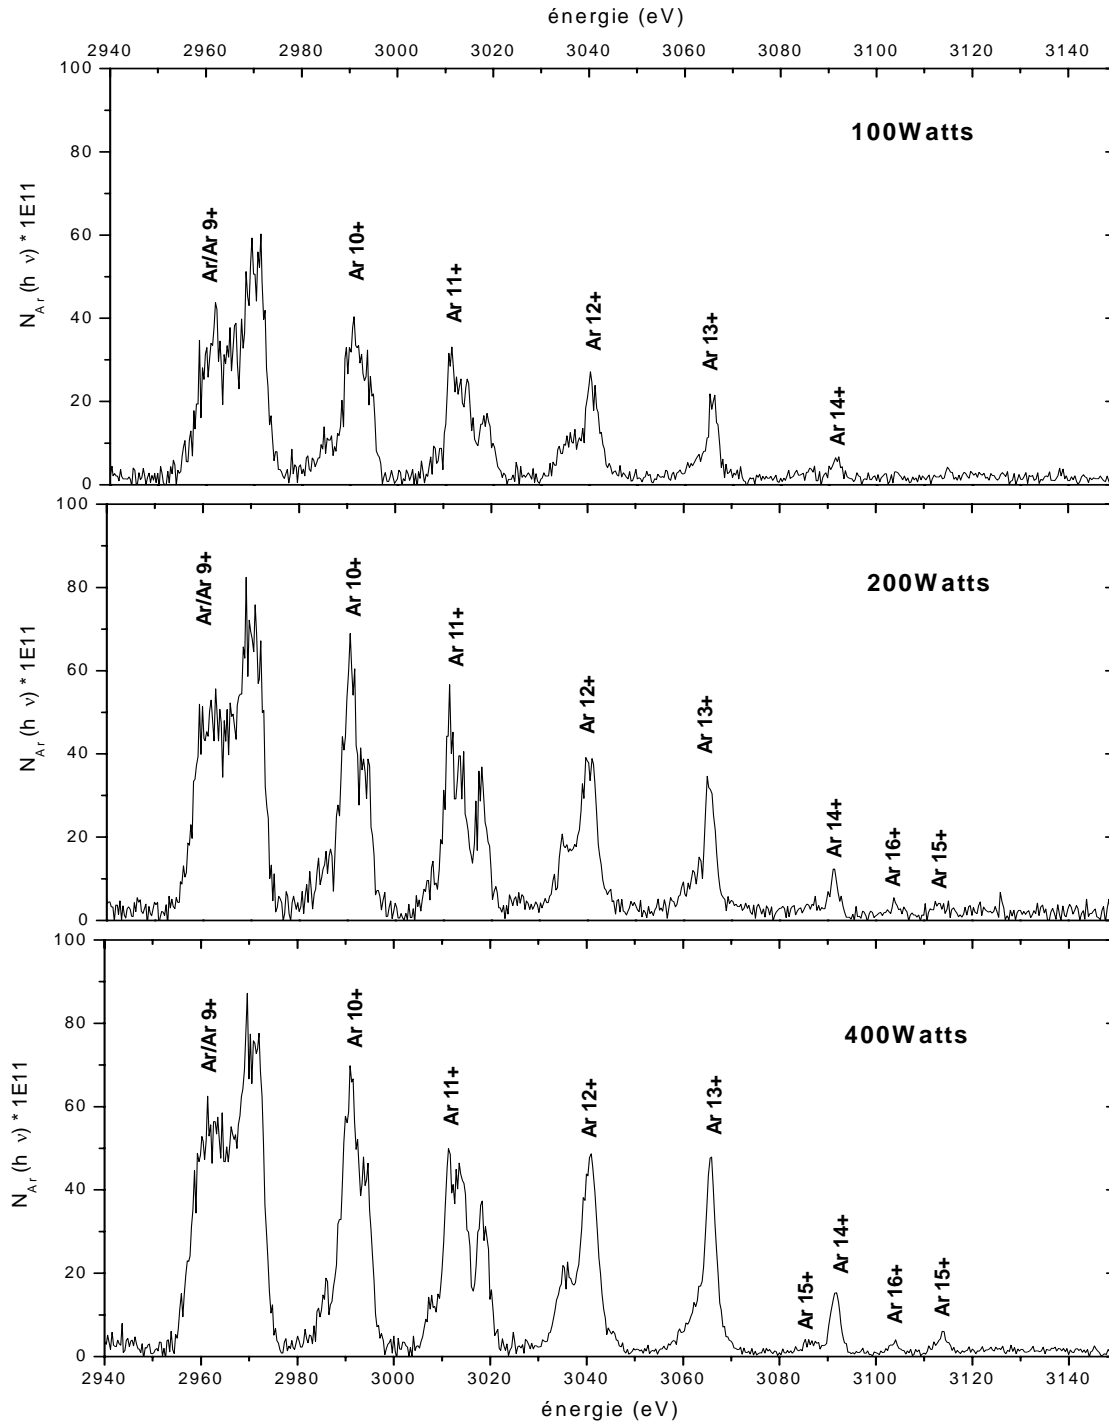 énergie (eV)
2940 2960 2980 3000 3020 3040 3060 3080 3100 3120 3140
100
80
60
40
20
0
N Ar (h ν) * 1E11
100Watts
Ar/Ar 9+
Ar 10+
Ar 11+
Ar 12+
Ar 13+
Ar 14+
100
80
60
40
20
0
N Ar (h ν) * 1E11
200Watts
Ar/Ar 9+
Ar 10+
Ar 11+
Ar 12+
Ar 13+
Ar 14+
Ar 16+
Ar 15+
100
80
60
40
20
0
N Ar (h ν) * 1E11
400Watts
Ar/Ar 9+
Ar 10+
Ar 11+
Ar 12+
Ar 13+
Ar 15+
Ar 14+
Ar 16+
Ar 15+
2940 2960 2980 3000 3020 3040 3060 3080 3100 3120 3140
énergie (eV)